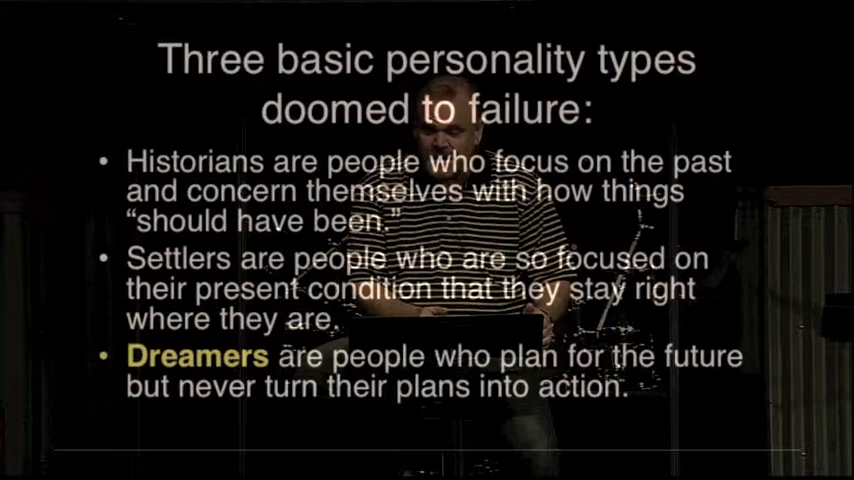 Three basic personality types
doomed to failure:
• Historians are people who focus on the past
and concern themselves with how things
“should have been.”
• Settlers are people who are so focused on
their present condition that they stay right
where they are.
• Dreamers are people who plan for the future
but never turn their plans into action.